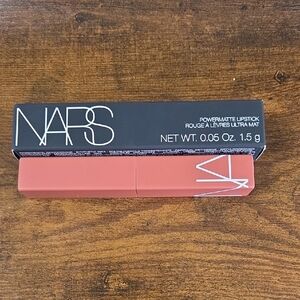 NARS
POWERMATTE LIPSTICK
ROUGE À LÈVRES ULTRA MAT
NET WT. 0.05 Oz. 1.5 g